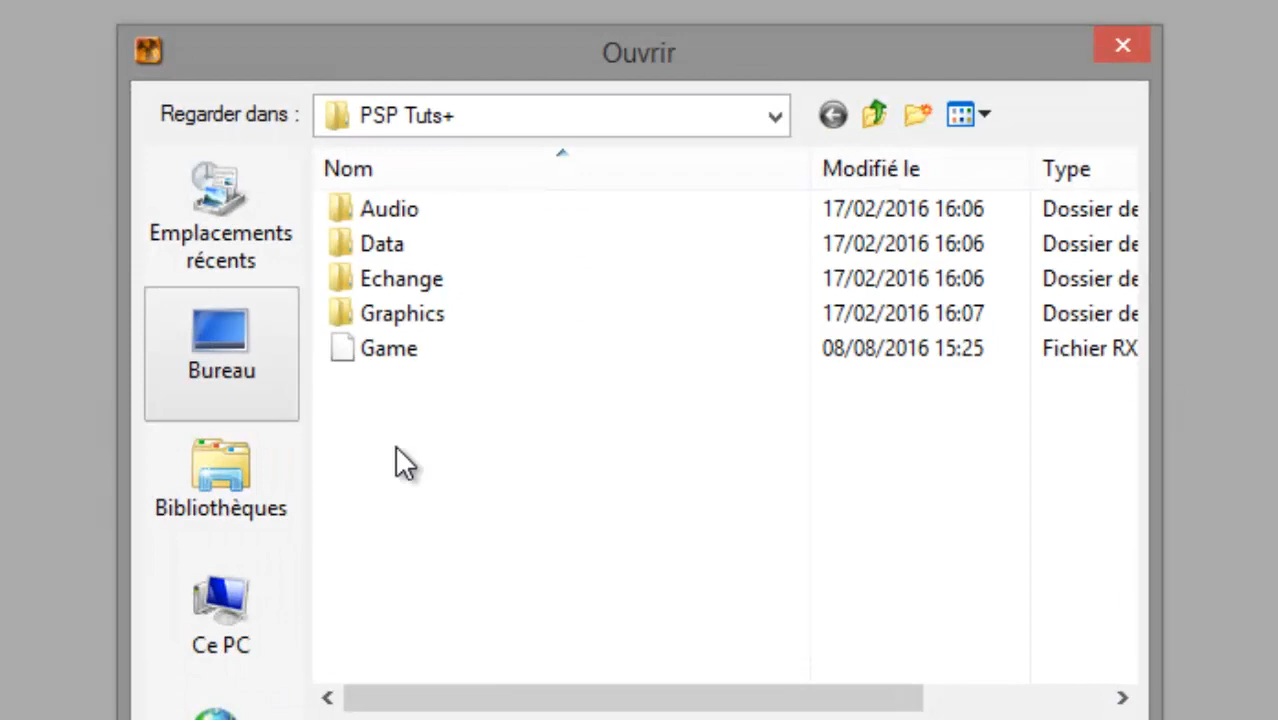 Ouvrir
Regarder dans :
PSP Tuts+
Nom Modifié le Type
Audio 17/02/2016 16:06 Dossier de
Data 17/02/2016 16:06 Dossier de
Echange 17/02/2016 16:06 Dossier de
Graphics 17/02/2016 16:07 Dossier de
Game 08/08/2016 15:25 Fichier RX
Emplacements
récents
Bureau
Bibliothèques
Ce PC